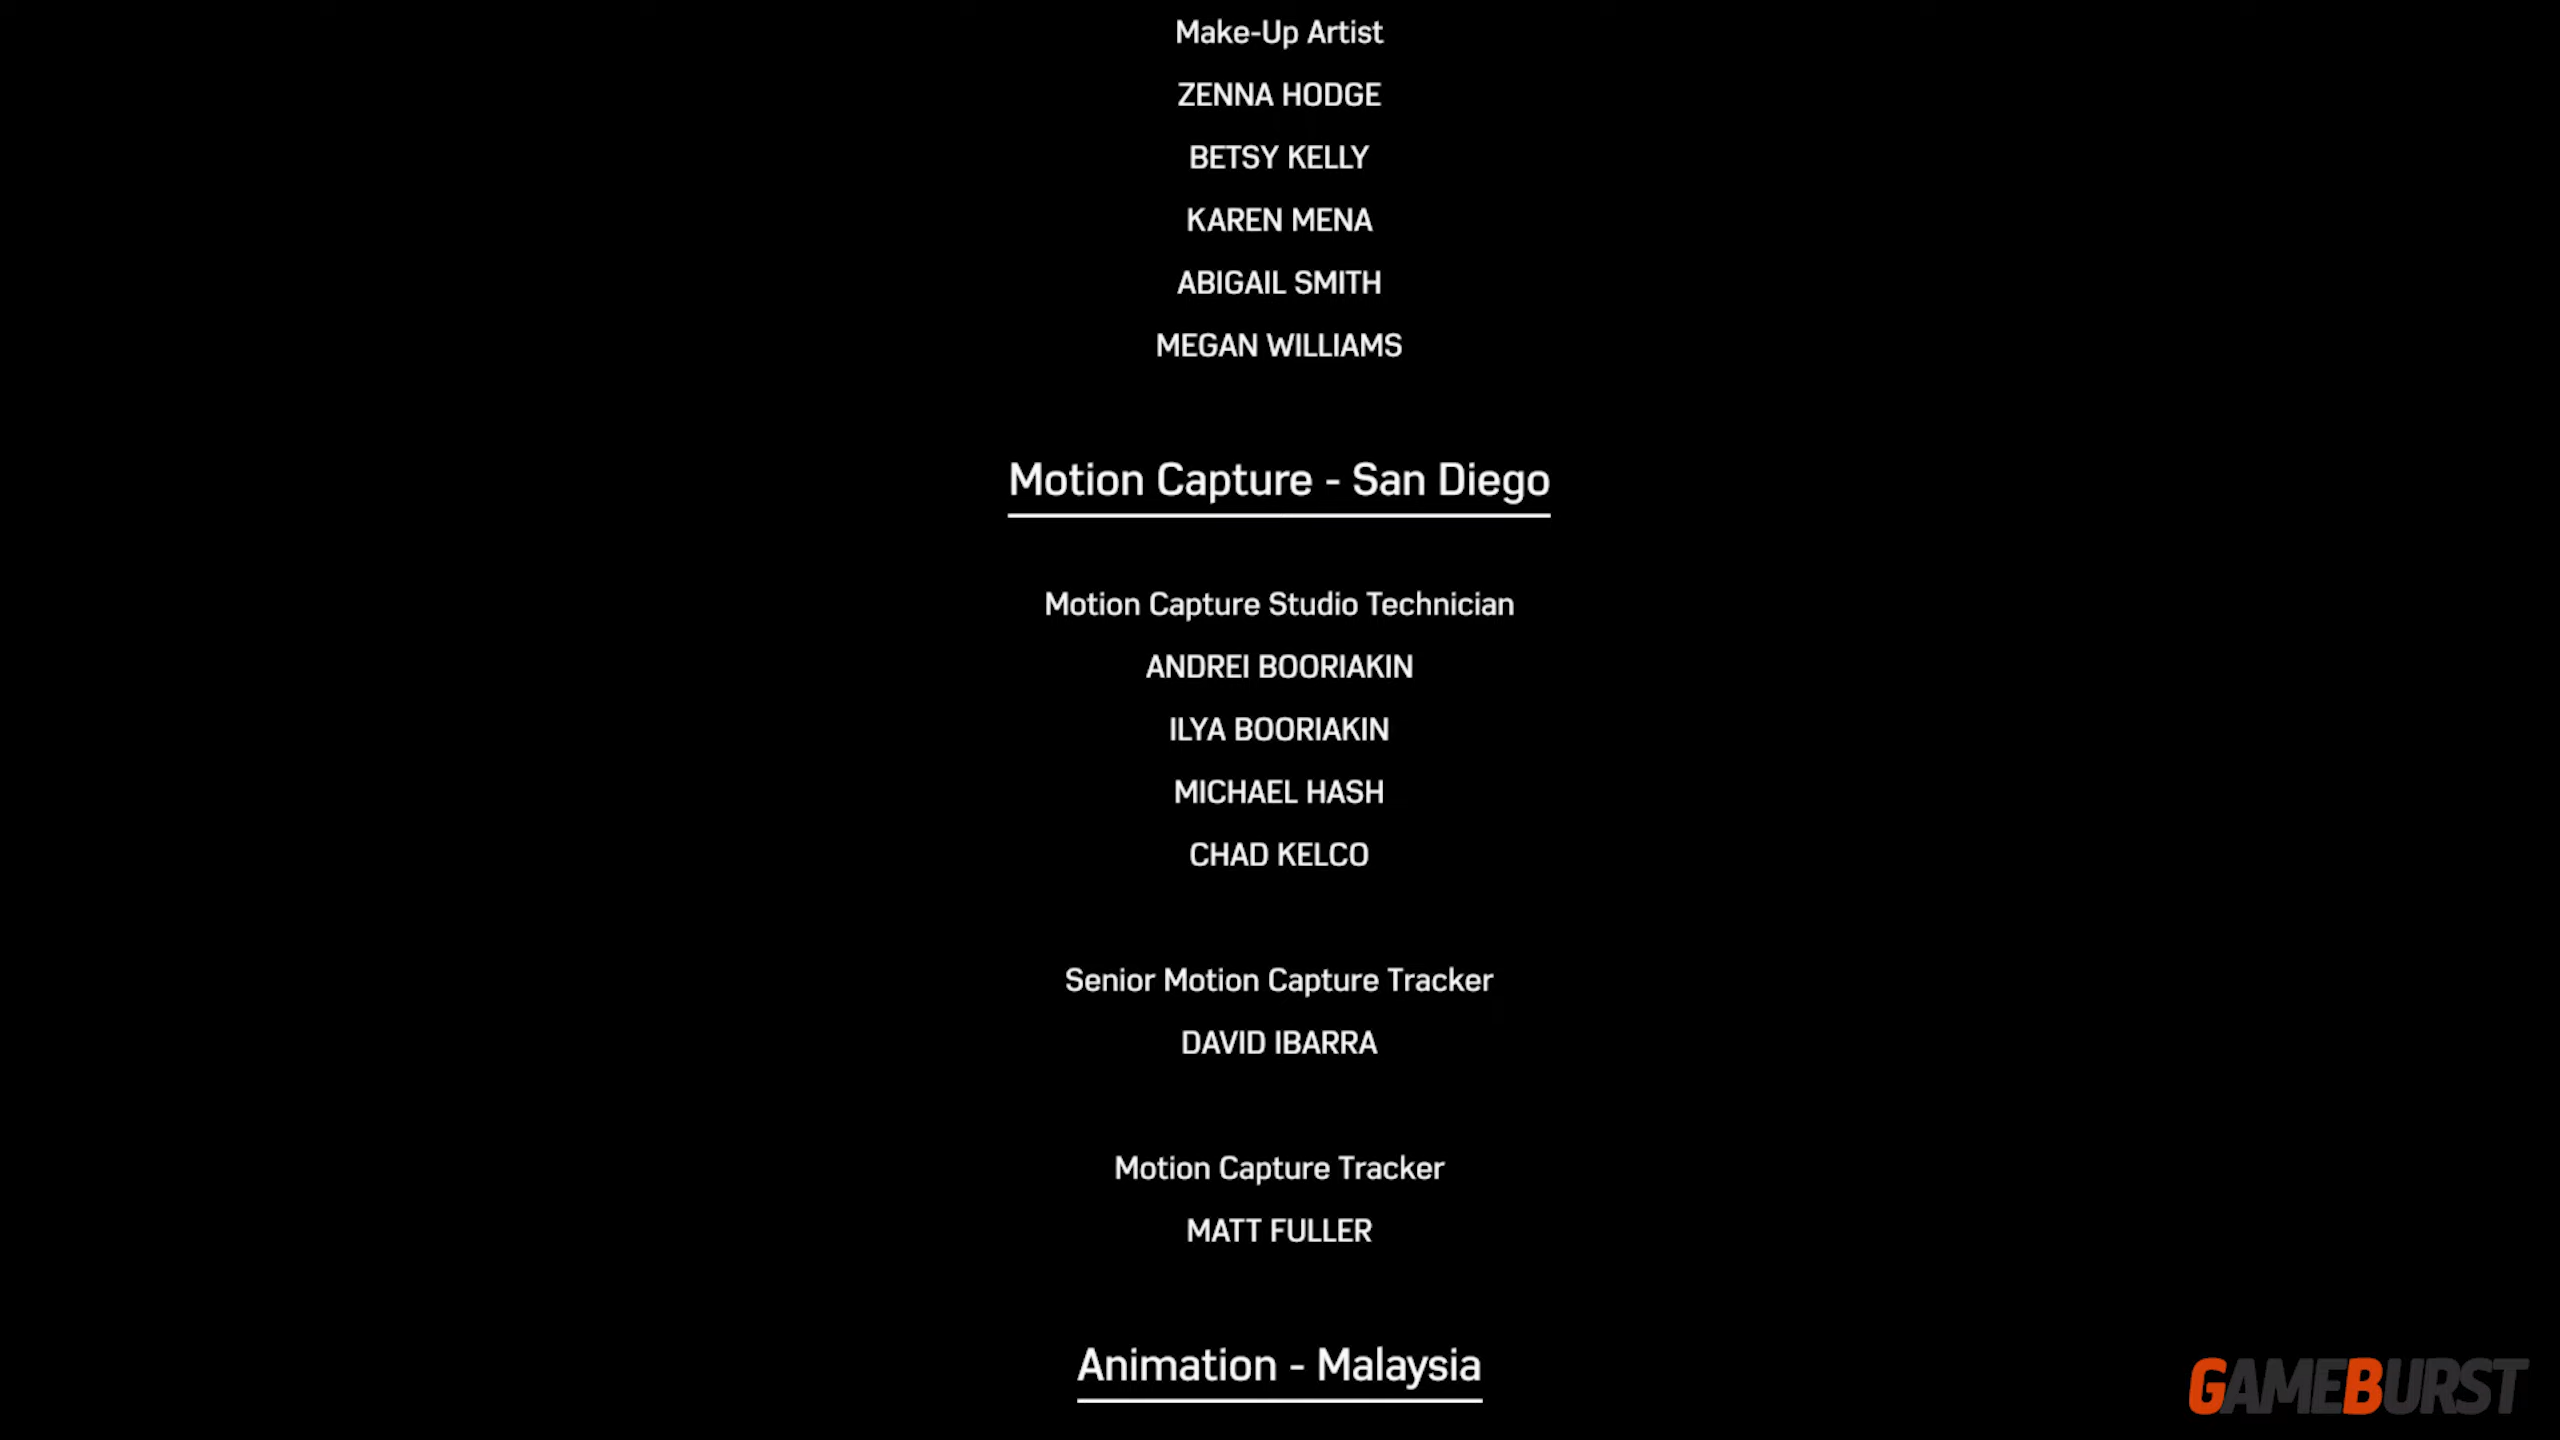 Make-Up Artist
ZENNA HODGE
BETSY KELLY
KAREN MENA
ABIGAIL SMITH
MEGAN WILLIAMS
Motion Capture - San Diego
Motion Capture Studio Technician
ANDREI BOORIAKIN
ILYA BOORIAKIN
MICHAEL HASH
CHAD KELCO
Senior Motion Capture Tracker
DAVID IBARRA
Motion Capture Tracker
MATT FULLER
Animation - Malaysia
GAMEBURST